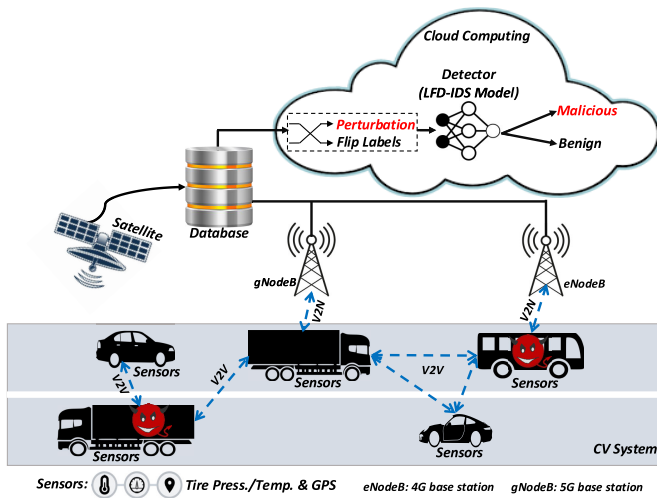 Cloud Computing
Detector
(LFD-IDS Model)
Malicious
Perturbation
Flip Labels
Benign
Satellite
Database
gNodeB
eNodeB
V2N
V2N
Sensors
V2V
V2V
Sensors
V2V
Sensors
Sensors
Sensors
CV System
Sensors:
Tire Press./Temp. & GPS
eNodeB: 4G base station
gNodeB: 5G base station